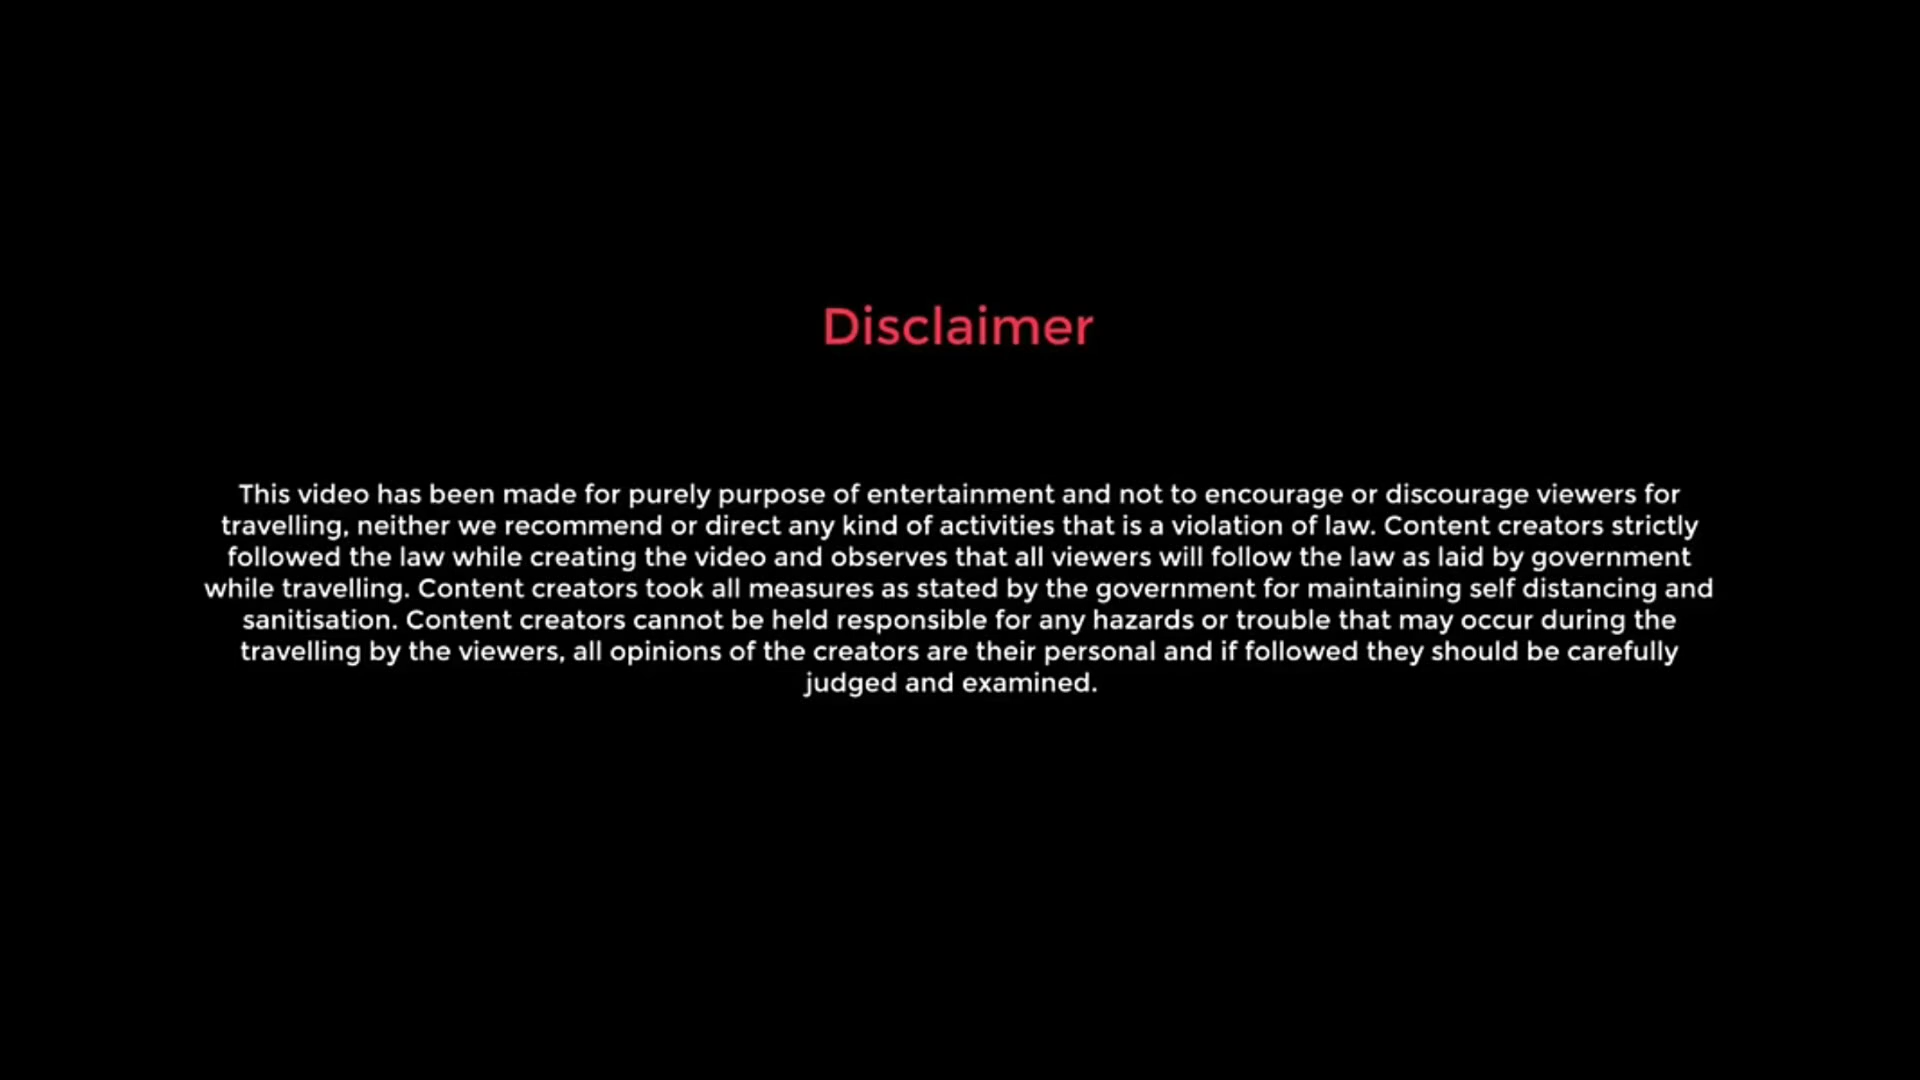 Disclaimer
This video has been made for purely purpose of entertainment and not to encourage or discourage viewers for
travelling, neither we recommend or direct any kind of activities that is a violation of law. Content creators strictly
followed the law while creating the video and observes that all viewers will follow the law as laid by government
while travelling. Content creators took all measures as stated by the government for maintaining self distancing and
sanitisation. Content creators cannot be held responsible for any hazards or trouble that may occur during the
travelling by the viewers, all opinions of the creators are their personal and if followed they should be carefully
judged and examined.